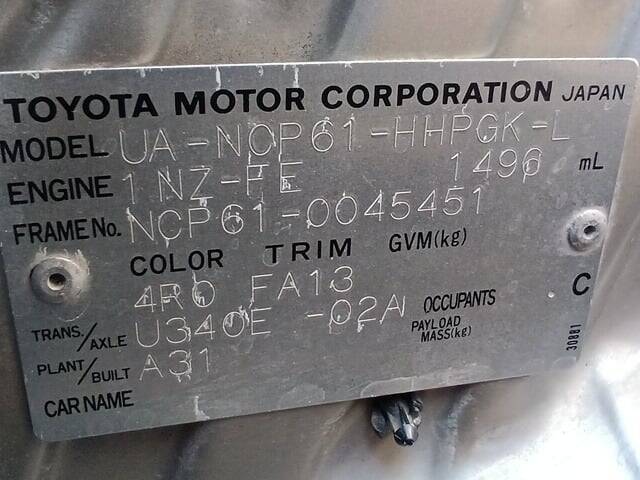 TOYOTA MOTOR CORPORATION JAPAN
MODEL UA-NCP61-HHPGK-L
ENGINE 1NZ-FE 1496 mL
FRAME No. NCP61-0045451
COLOR TRIM GVM(kg)
4R0 FA13 C
TRANS./AXLE U340E -02A OCCUPANTS
PAYLOAD MASS(kg)
PLANT/BUILT A31
CAR NAME
30881